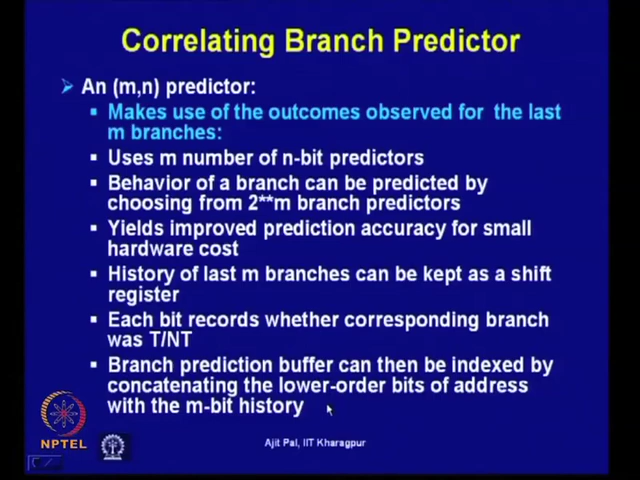 Correlating Branch Predictor
An (m,n) predictor:
Makes use of the outcomes observed for the last
m branches:
Uses m number of n-bit predictors
Behavior of a branch can be predicted by
choosing from 2**m branch predictors
Yields improved prediction accuracy for small
hardware cost
History of last m branches can be kept as a shift
register
Each bit records whether corresponding branch
was T/NT
Branch prediction buffer can then be indexed by
concatenating the lower-order bits of address
with the m-bit history
NPTEL
Ajit Pal, IIT Kharagpur